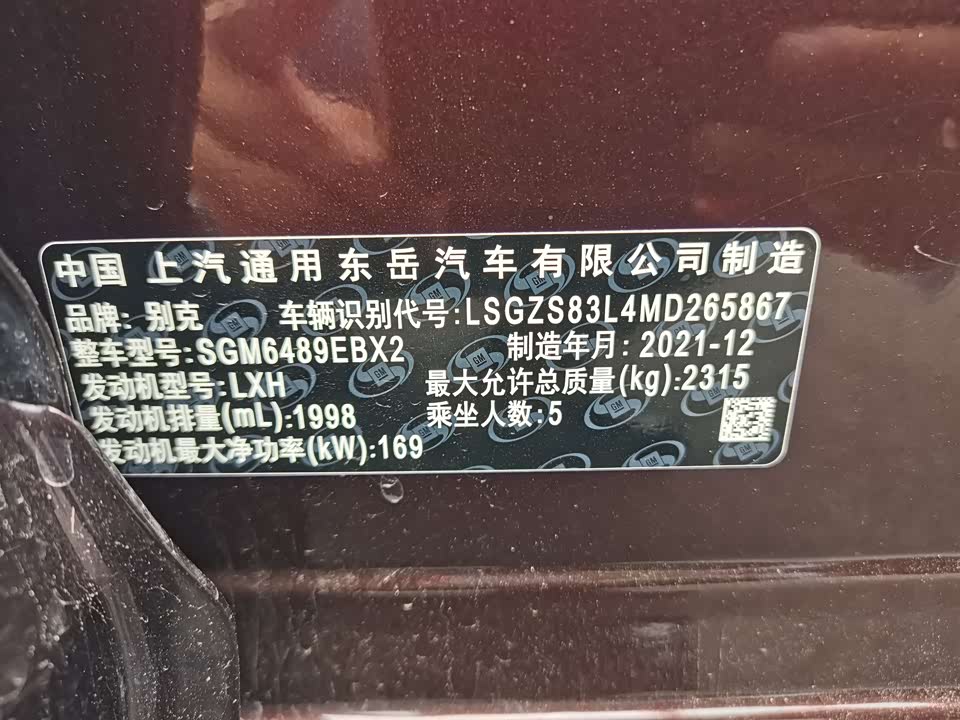 中国 上汽通用东岳汽车有限公司制造
品牌: 别克 车辆识别代号:LSGZS83L4MD265867
整车型号:SGM6489EBX2 制造年月: 2021-12
发动机型号:LXH 最大允许总质量(kg):2315
发动机排量(mL):1998 乘坐人数:5
发动机最大净功率(kW):169